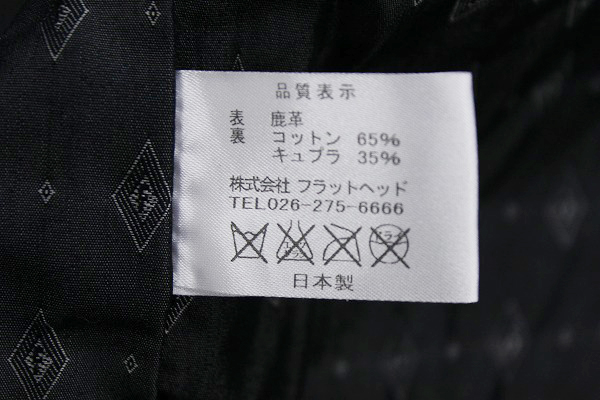 品質表示
表 鹿革
裏 コットン 65%
キュプラ 35%
株式会社 フラットヘッド
TEL026-275-6666
日本製